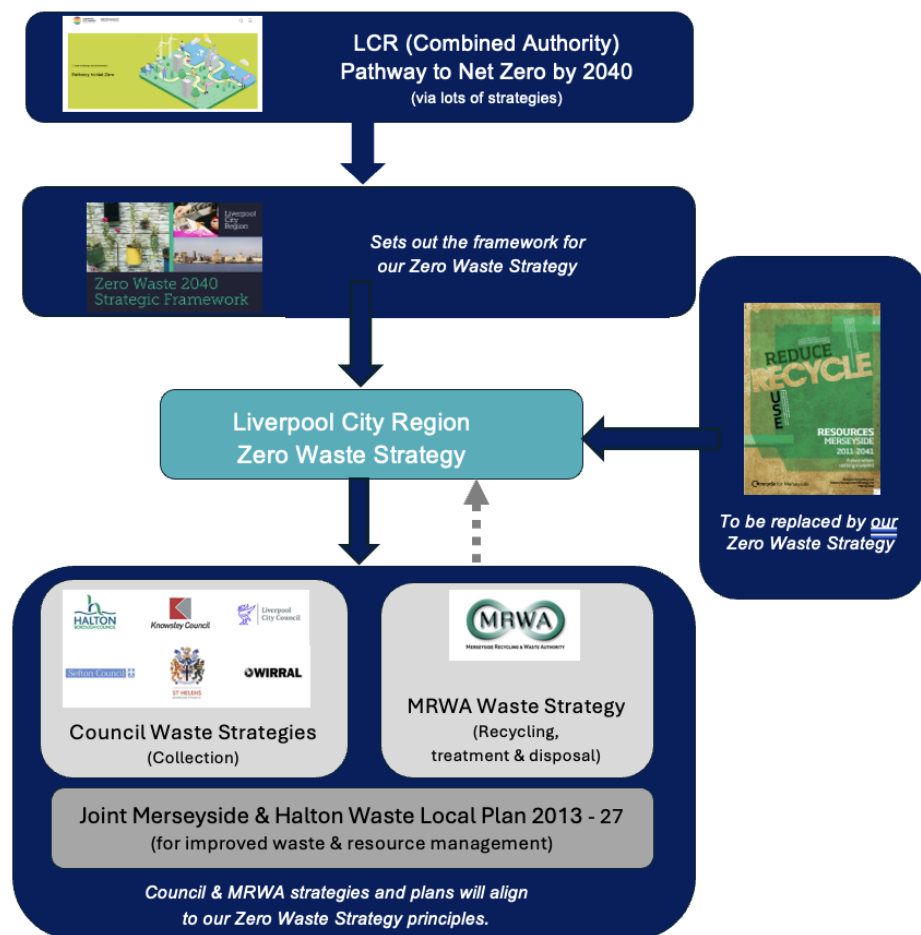 LCR (Combined Authority)
Pathway to Net Zero by 2040
(via lots of strategies)
Pathway to Net Zero
Liverpool
City
Region
Zero Waste 2040
Strategic Framework
Sets out the framework for
our Zero Waste Strategy
Liverpool City Region
Zero Waste Strategy
REDUCE
RECYCLE
USE
RESOURCES
MERSEYSIDE
2011-2041
To be replaced by our
Zero Waste Strategy
HALTON
BOROUGH COUNCIL
Knowsley Council
Liverpool
City Council
Sefton Council
ST HELENS
WIRRAL
Council Waste Strategies
(Collection)
MRWA
MERSEYSIDE RECYCLING & WASTE AUTHORITY
MRWA Waste Strategy
(Recycling,
treatment & disposal)
Joint Merseyside & Halton Waste Local Plan 2013 - 27
(for improved waste & resource management)
Council & MRWA strategies and plans will align
to our Zero Waste Strategy principles.